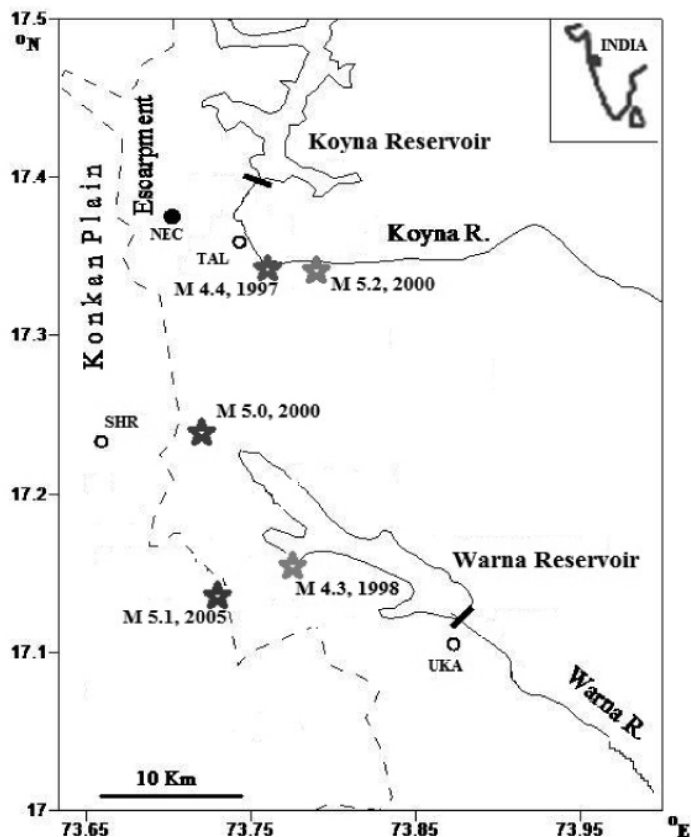 17.5
°N
INDIA
Koyna Reservoir
17.4
Escarpment
Konkan Plain
NEC
TAL
Koyna R.
M 4.4, 1997
M 5.2, 2000
17.3
M 5.0, 2000
SHR
17.2
Warna Reservoir
M 4.3, 1998
M 5.1, 2005
17.1
UKA
Warna R.
10 Km
17
73.65
73.75
73.85
73.95
°E